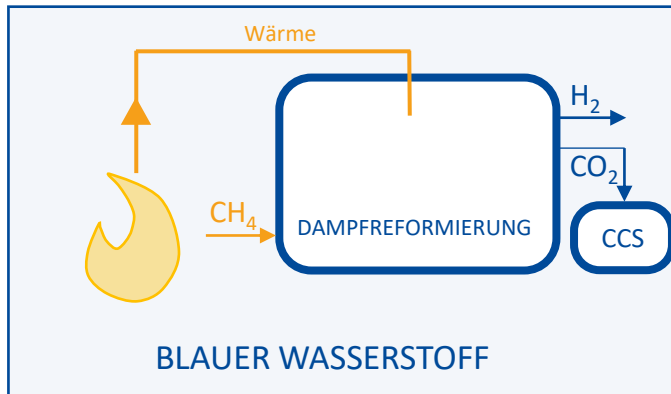 Wärme
H₂
CH₄
CO₂
DAMPFREFORMIERUNG
CCS
BLAUER WASSERSTOFF